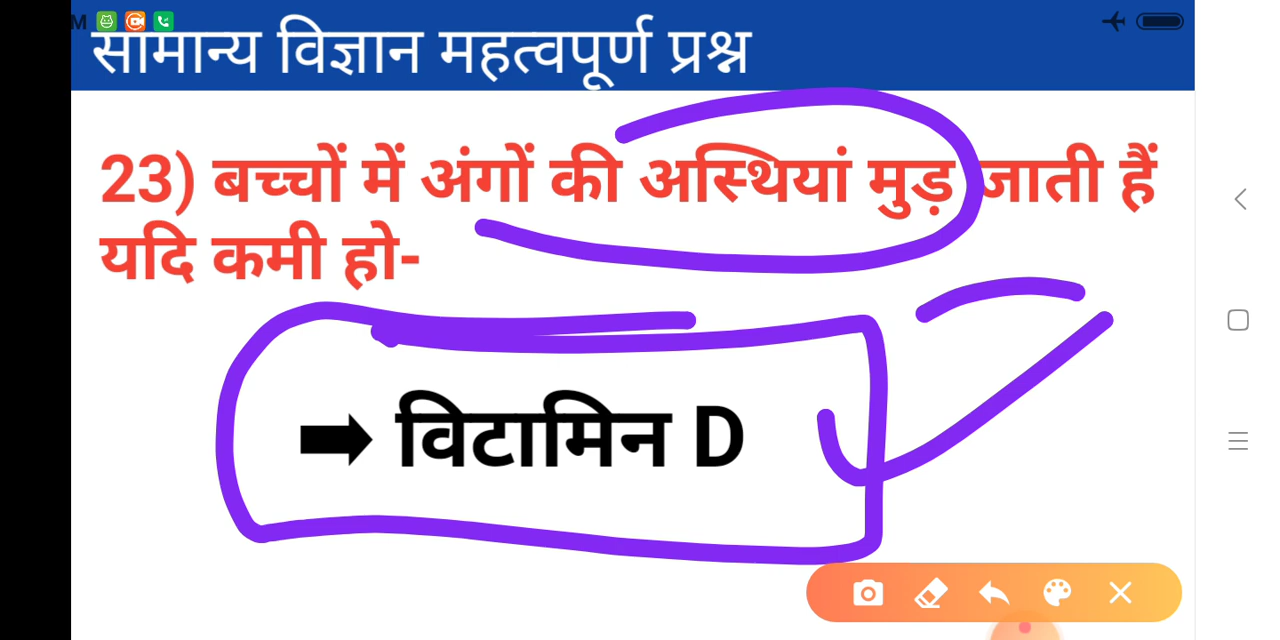 M
सामान्य विज्ञान महत्वपूर्ण प्रश्न
23) बच्चों में अंगों की अस्थियां मुड़ जाती हैं
यदि कमी हो-
➡ विटामिन D